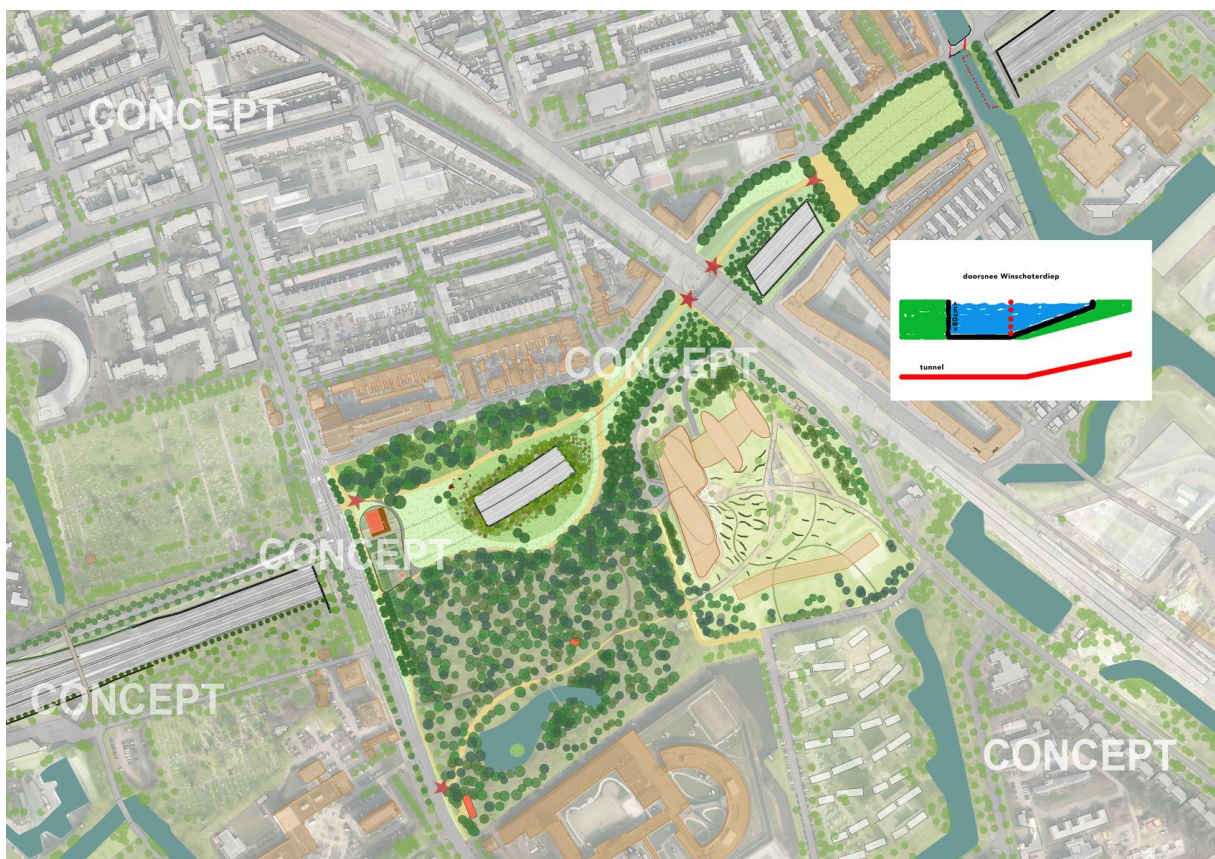 CONCEPT
doorsnee Winschoterdiep
<80cm>
tunnel
CONCEPT
CONCEPT
CONCEPT
CONCEPT